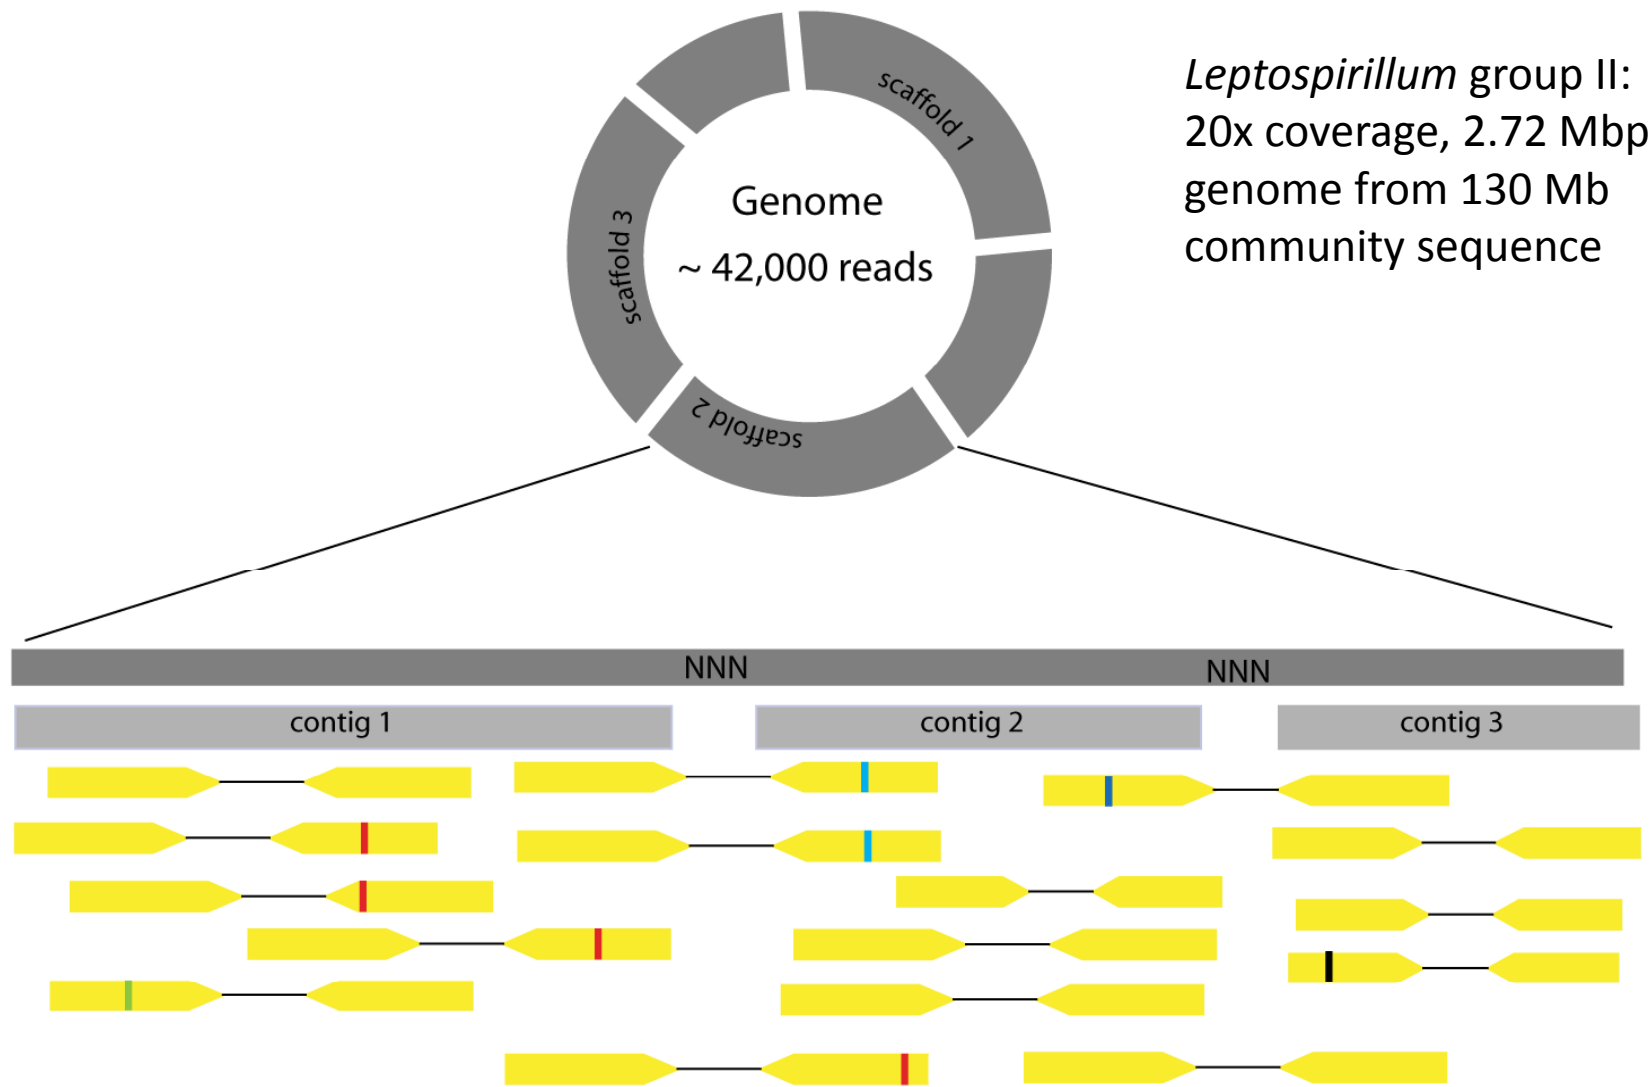 scaffold 1
Leptospirillum group II:
20x coverage, 2.72 Mbp
genome from 130 Mb
community sequence
Genome
~ 42,000 reads
scaffold 3
scaffold 2
NNN NNN
contig 1 contig 2 contig 3